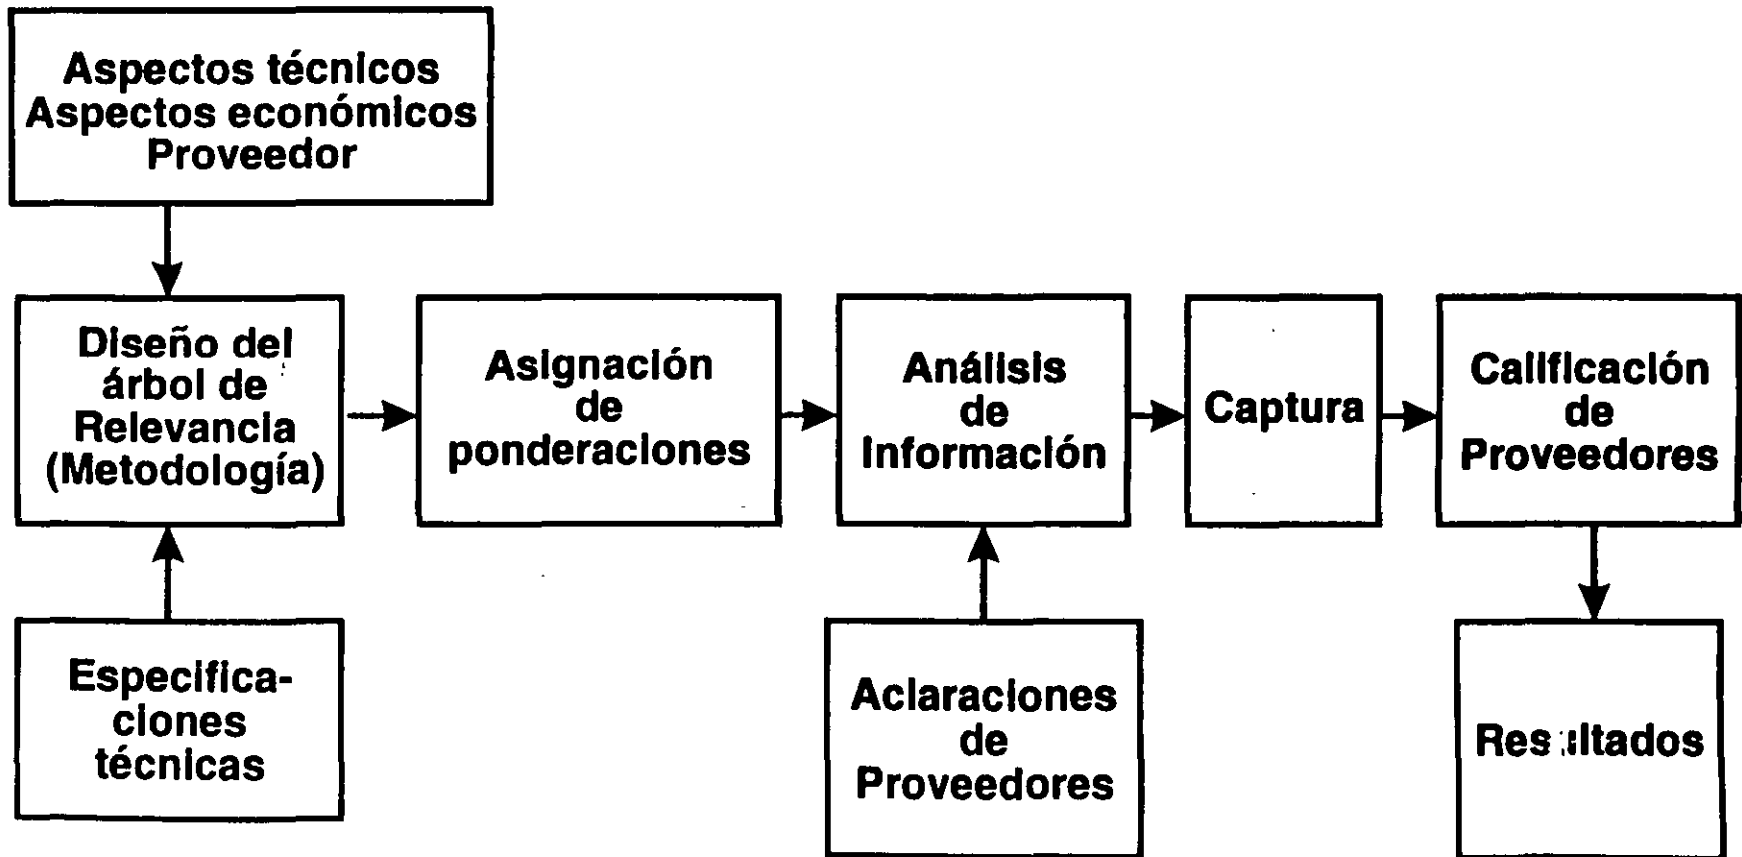 Aspectos técnicos
Aspectos económicos
Proveedor
Diseño del
árbol de
Relevancia
(Metodología)
Asignación
de
ponderaciones
Análisis
de
Información
Captura
Calificación
de
Proveedores
Especifica-
ciones
técnicas
Aclaraciones
de
Proveedores
Resultados